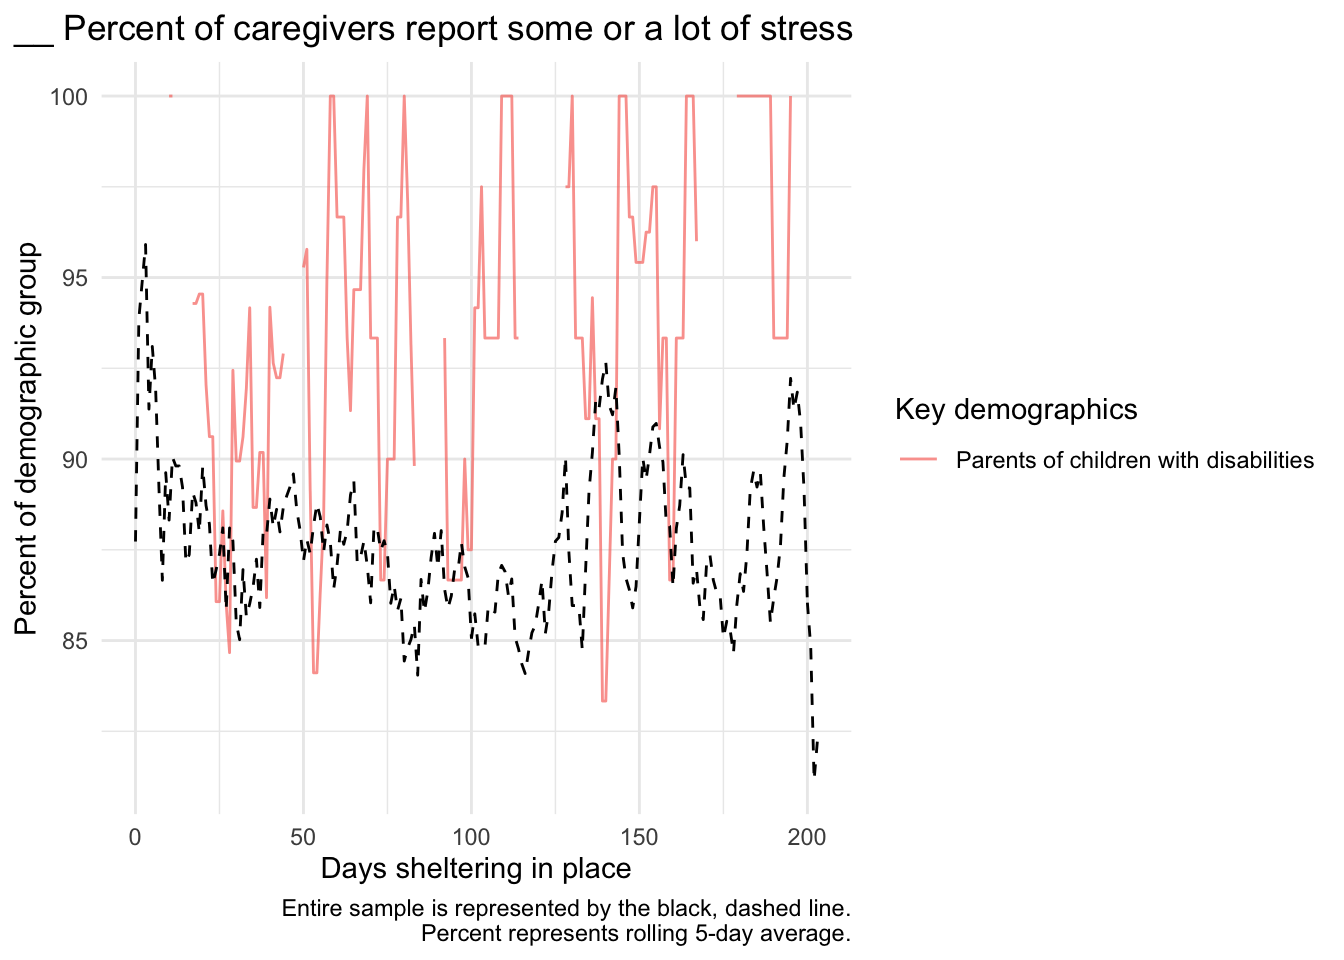 __ Percent of caregivers report some or a lot of stress
Percent of demographic group
100
95
90
85
0 50 100 150 200
Days sheltering in place
Key demographics
Parents of children with disabilities
Entire sample is represented by the black, dashed line.
Percent represents rolling 5-day average.